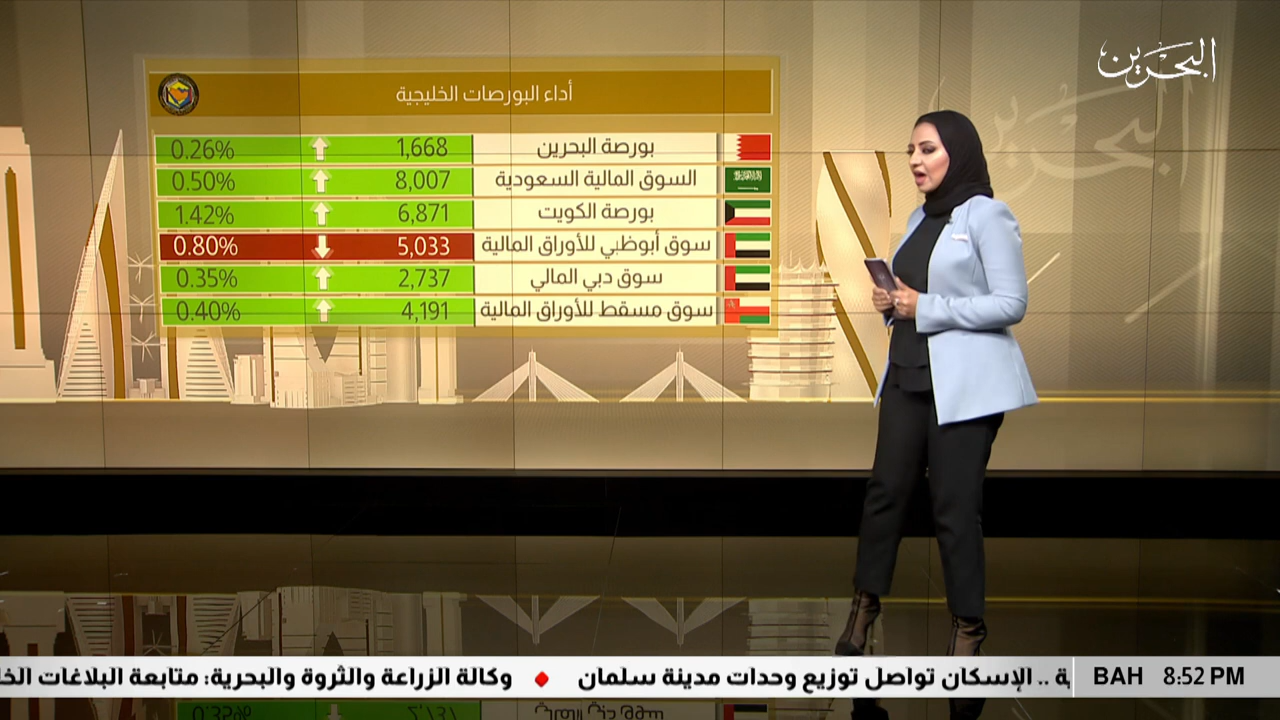 البحرين
أداء البورصات الخليجية
بورصة البحرين 1,668 0.26%
السوق المالية السعودية 8,007 0.50%
بورصة الكويت 6,871 1.42%
سوق أبوظبي للأوراق المالية 5,033 0.80%
سوق دبي المالي 2,737 0.35%
سوق مسقط للأوراق المالية 4,191 0.40%
BAH 8:52 PM
.. الإسكان تواصل توزيع وحدات مدينة سلمان
وكالة الزراعة والثروة والبحرية: متابعة البلاغات